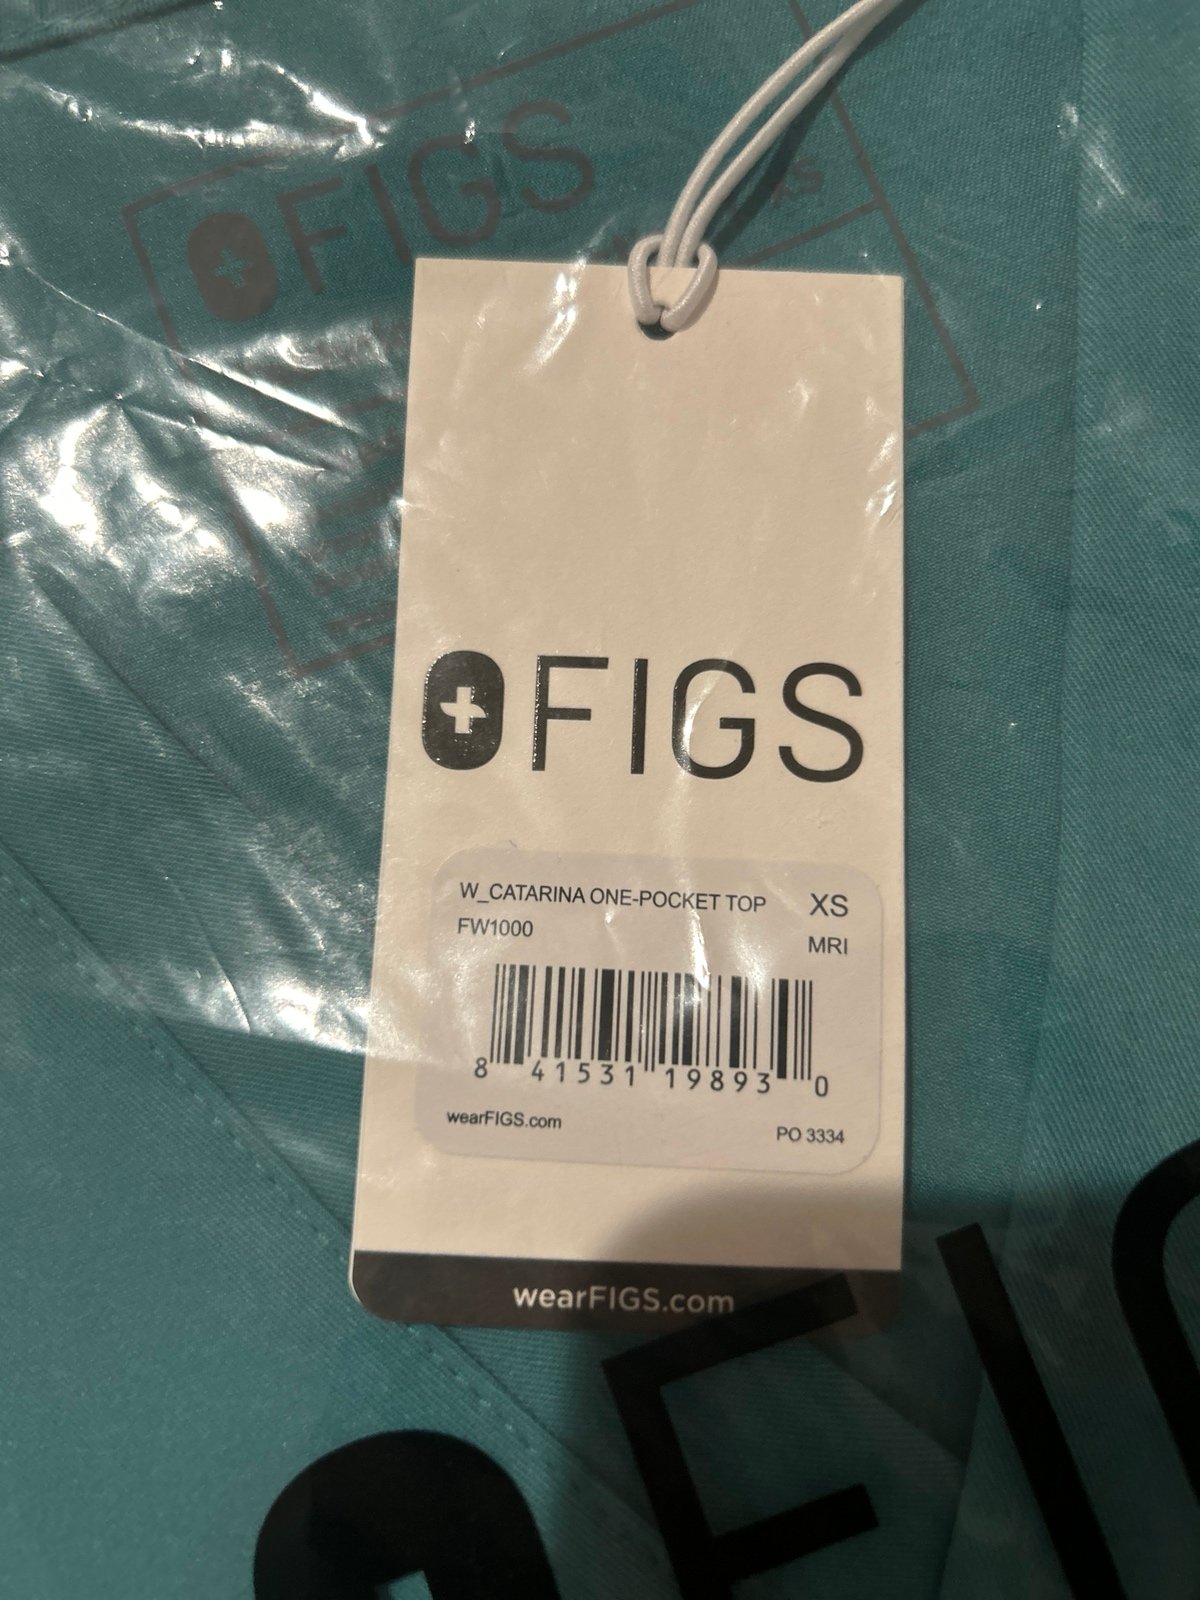 FIGS
XS
FIGS
W_CATARINA ONE-POCKET TOP XS
FW1000 MRI
8 41531 19893 0
wearFIGS.com PO 3334
wearFIGS.com